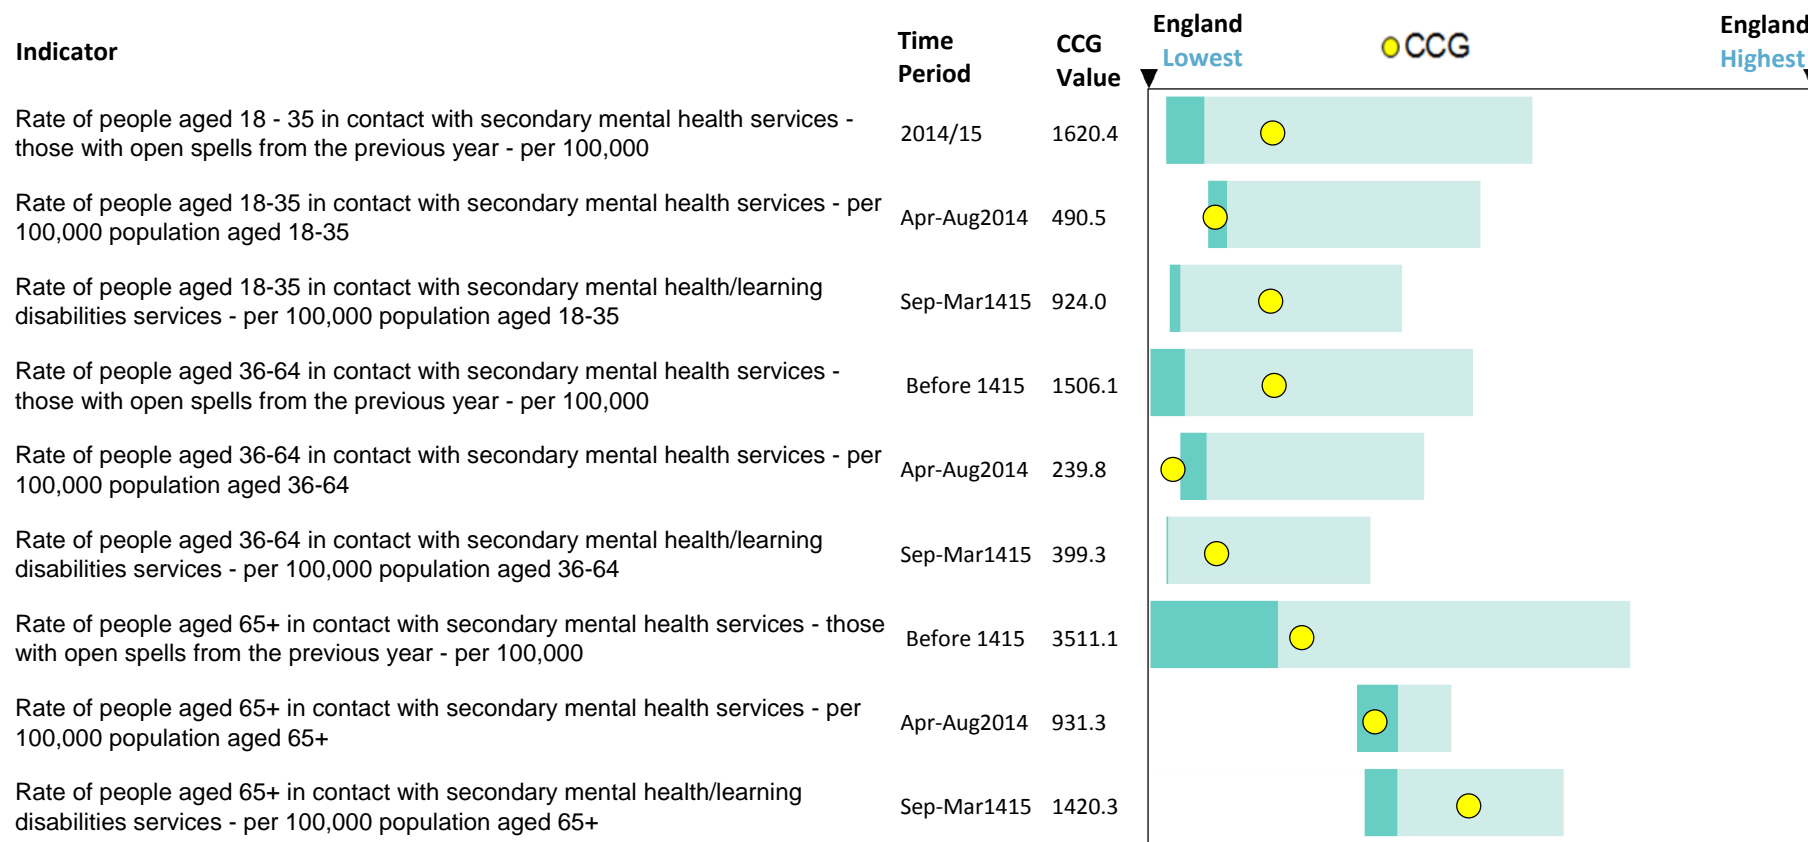 Indicator
Time
Period
CCG
Value
England
Lowest
CCG
England
Highest
Rate of people aged 18 - 35 in contact with secondary mental health services -
those with open spells from the previous year - per 100,000
2014/15
1620.4
Rate of people aged 18-35 in contact with secondary mental health services - per
100,000 population aged 18-35
Apr-Aug2014
490.5
Rate of people aged 18-35 in contact with secondary mental health/learning
disabilities services - per 100,000 population aged 18-35
Sep-Mar1415
924.0
Rate of people aged 36-64 in contact with secondary mental health services -
those with open spells from the previous year - per 100,000
Before 1415
1506.1
Rate of people aged 36-64 in contact with secondary mental health services - per
100,000 population aged 36-64
Apr-Aug2014
239.8
Rate of people aged 36-64 in contact with secondary mental health/learning
disabilities services - per 100,000 population aged 36-64
Sep-Mar1415
399.3
Rate of people aged 65+ in contact with secondary mental health services - those
with open spells from the previous year - per 100,000
Before 1415
3511.1
Rate of people aged 65+ in contact with secondary mental health services - per
100,000 population aged 65+
Apr-Aug2014
931.3
Rate of people aged 65+ in contact with secondary mental health/learning
disabilities services - per 100,000 population aged 65+
Sep-Mar1415
1420.3